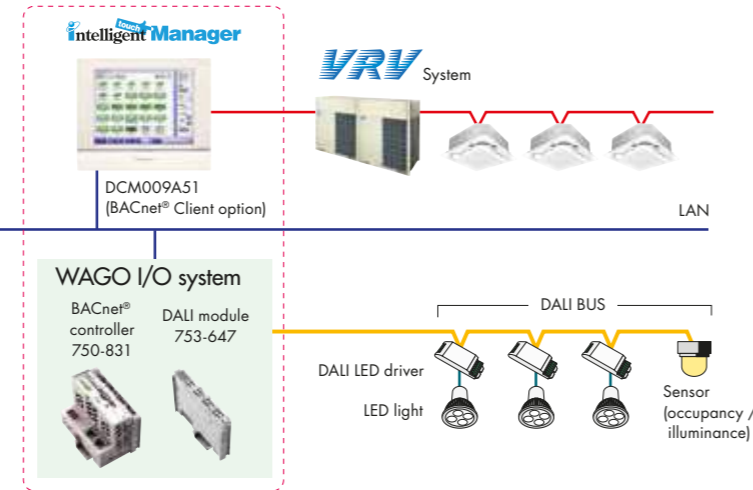 intelligent touch Manager
VRV System
DCM009A51
(BACnet® Client option)
LAN
WAGO I/O system
BACnet®
controller
750-831
DALI module
753-647
DALI BUS
DALI LED driver
LED light
Sensor
(occupancy /
illuminance)